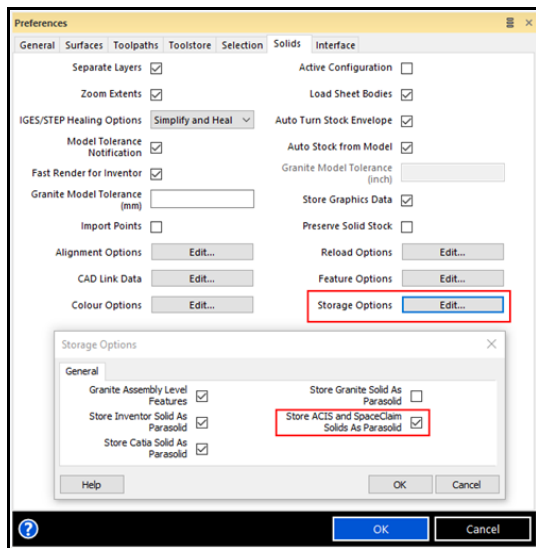 Preferences
General Surfaces Toolpaths Toolstore Selection Solids Interface
Separate Layers Active Configuration
Zoom Extents Load Sheet Bodies
IGES/STEP Healing Options Simplify and Heal Auto Turn Stock Envelope
Model Tolerance
Notification
Auto Stock from Model
Fast Render for Inventor
Granite Model Tolerance
(inch)
Granite Model Tolerance
(mm)
Store Graphics Data
Import Points Preserve Solid Stock
Alignment Options Edit... Reload Options Edit...
CAD Link Data Edit... Feature Options Edit...
Colour Options Edit... Storage Options Edit...
Storage Options
General
Granite Assembly Level
Features
Store Granite Solid As
Parasolid
Store Inventor Solid As
Parasolid
Store ACIS and SpaceClaim
Solids As Parasolid
Store Catia Solid As
Parasolid
Help OK Cancel
OK Cancel